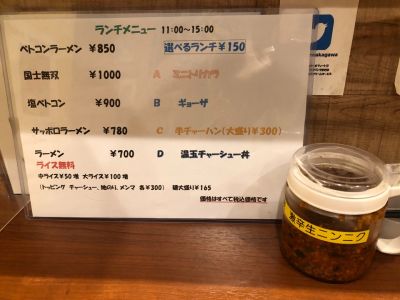 ランチメニュー 11:00~15:00
ベトコンラーメン ¥850 選べるランチ ¥150
国士無双 ¥1000 A ミニトリカラ
塩ベトコン ¥900 B ギョーザ
サッポロラーメン ¥780 C 半チャーハン(大盛り¥300)
ラーメン ¥700 D 温玉チャーシュー丼
ライス無料
中ライス¥50増 大ライス¥100増
(トッピング チャーシュー、メンマ 各¥300) 麺大盛り¥165
価格はすべて税込価格です
激辛生ニンニク